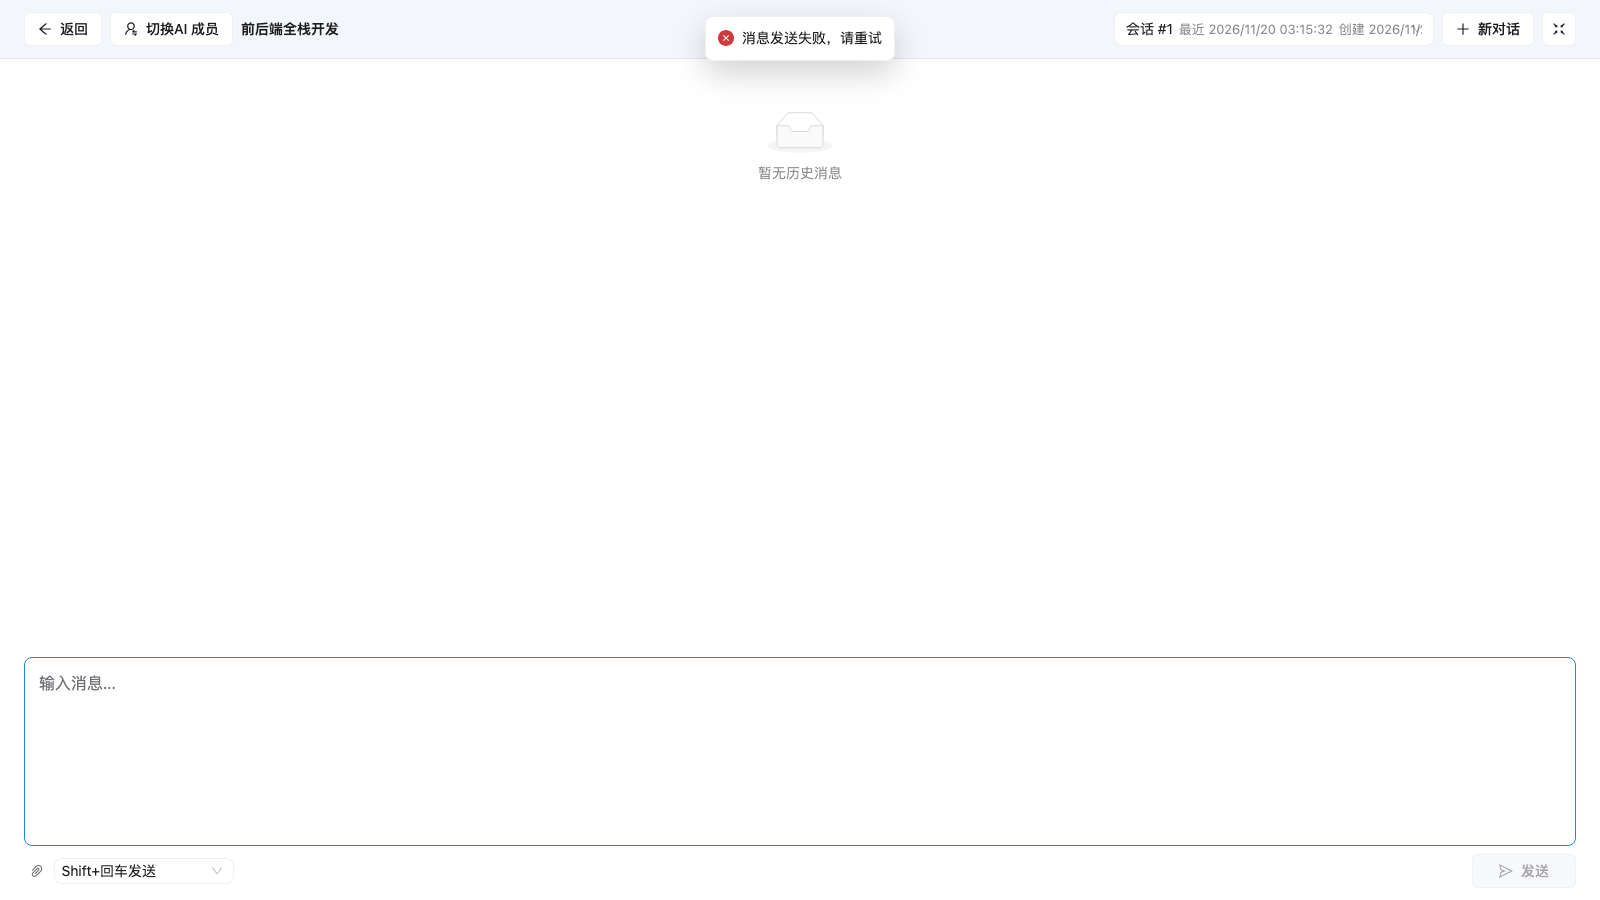 返回
切换AI 成员
前后端全栈开发
消息发送失败，请重试
会话 #1 最近 2026/11/20 03:15:32 创建 2026/11/
新对话
暂无历史消息
输入消息...
Shift+回车发送
发送